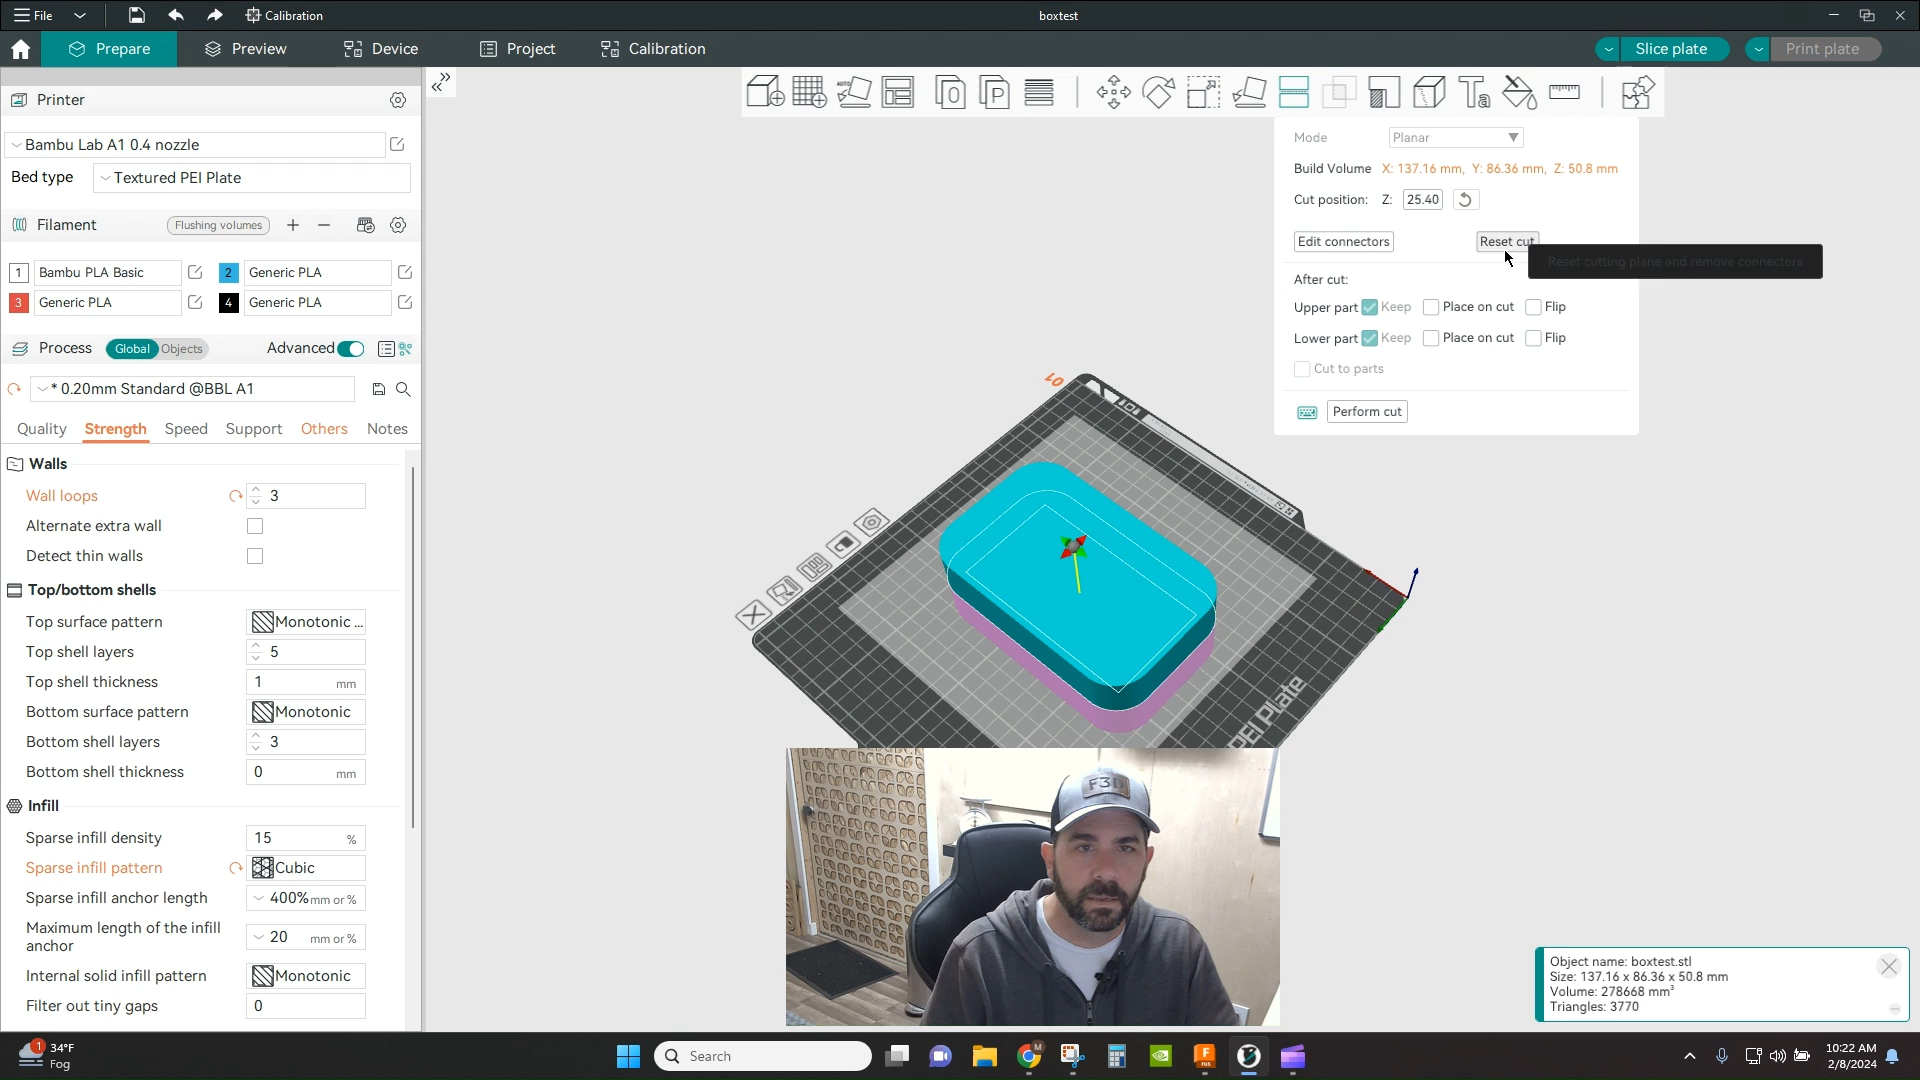 File
Calibration
boxtest
Prepare
Preview
Device
Project
Calibration
Slice plate
Print plate
Printer
Bambu Lab A1 0.4 nozzle
Bed type
Textured PEI Plate
Filament
Flushing volumes
1 Bambu PLA Basic
2 Generic PLA
3 Generic PLA
4 Generic PLA
Process
Global
Objects
Advanced
* 0.20mm Standard @BBL A1
Quality
Strength
Speed
Support
Others
Notes
Walls
Wall loops
3
Alternate extra wall
Detect thin walls
Top/bottom shells
Top surface pattern
Monotonic ...
Top shell layers
5
Top shell thickness
1 mm
Bottom surface pattern
Monotonic
Bottom shell layers
3
Bottom shell thickness
0 mm
Infill
Sparse infill density
15 %
Sparse infill pattern
Cubic
Sparse infill anchor length
400% mm or %
Maximum length of the infill
anchor
20 mm or %
Internal solid infill pattern
Monotonic
Filter out tiny gaps
0
AUTO
O
P
Ta
Mode
Planar
Build Volume X: 137.16 mm, Y: 86.36 mm, Z: 50.8 mm
Cut position: Z: 25.40
Edit connectors
Reset cut
Reset cutting plane and remove connectors
After cut:
Upper part Keep Place on cut Flip
Lower part Keep Place on cut Flip
Cut to parts
Perform cut
01
PEI Plate
F3D
Object name: boxtest.stl
Size: 137.16 x 86.36 x 50.8 mm
Volume: 278668 mm³
Triangles: 3770
1
34°F
Fog
Search
M
FUS
10:22 AM
2/8/2024